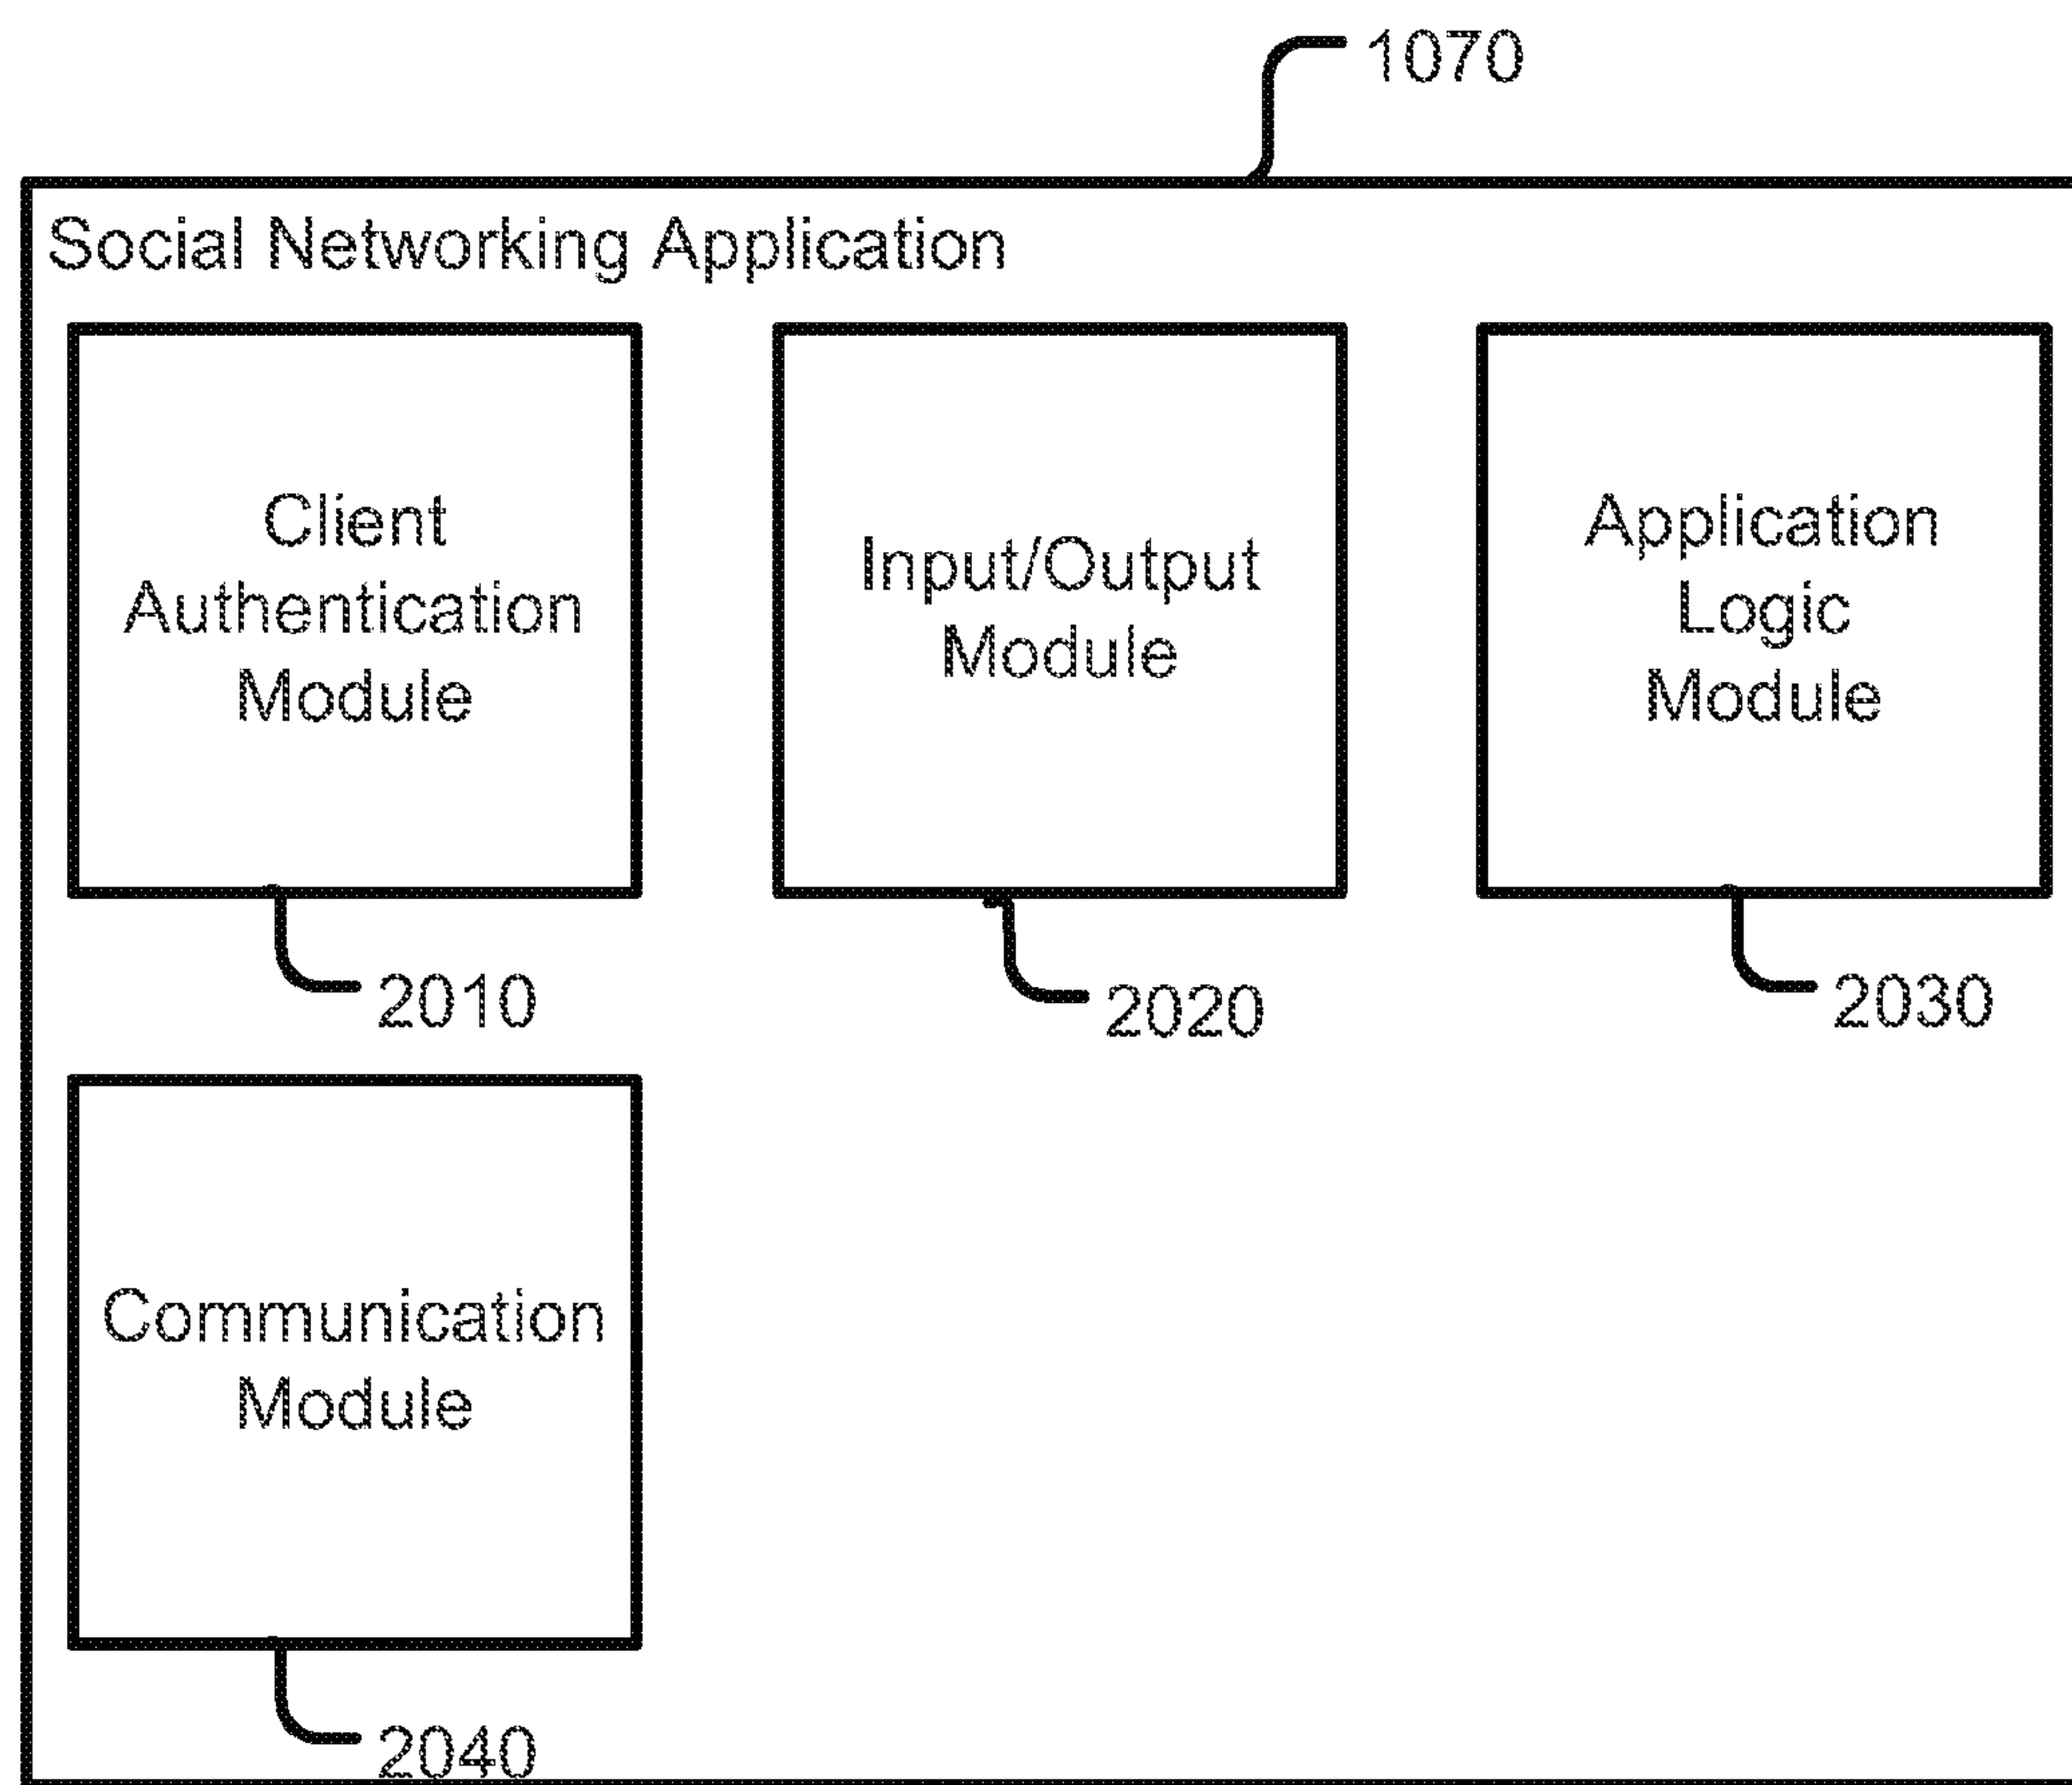 1070
Social Networking Application
Client
Authentication
Module
2010
Input/Output
Module
2020
Application
Logic
Module
2030
Communication
Module
2040